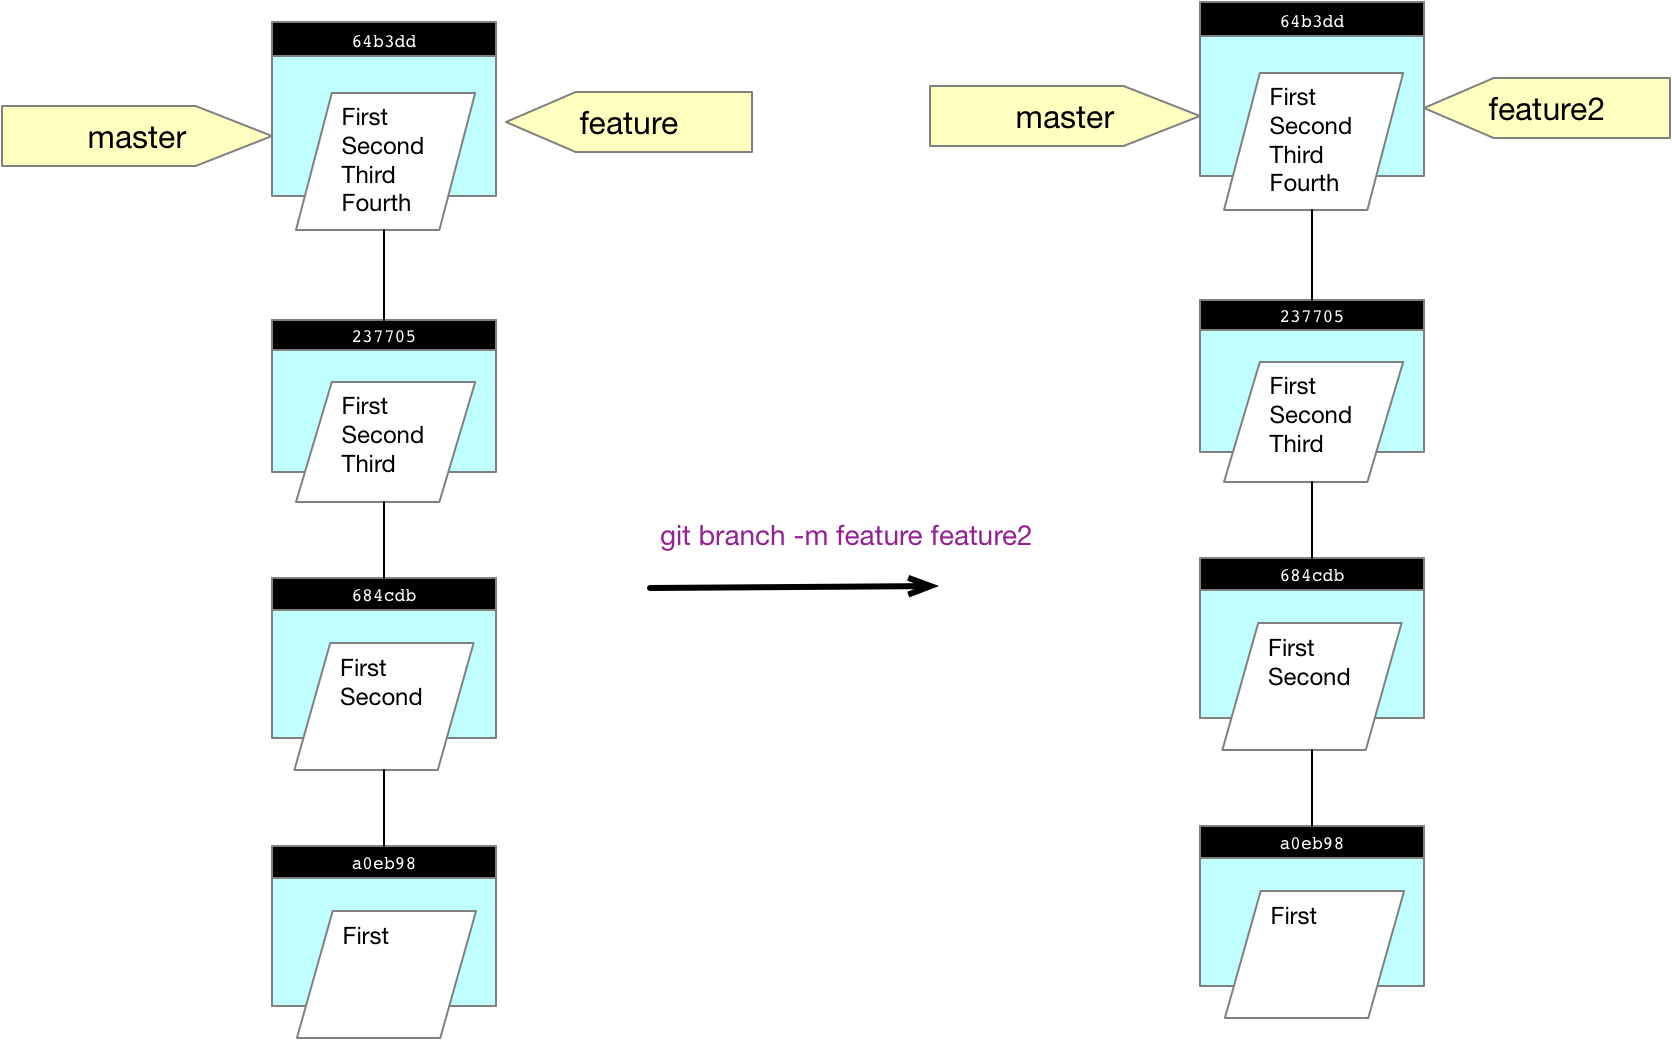 64b3dd
master
First
Second
Third
Fourth
feature
237705
First
Second
Third
684cdb
First
Second
a0eb98
First
git branch -m feature feature2
64b3dd
master
First
Second
Third
Fourth
feature2
237705
First
Second
Third
684cdb
First
Second
a0eb98
First